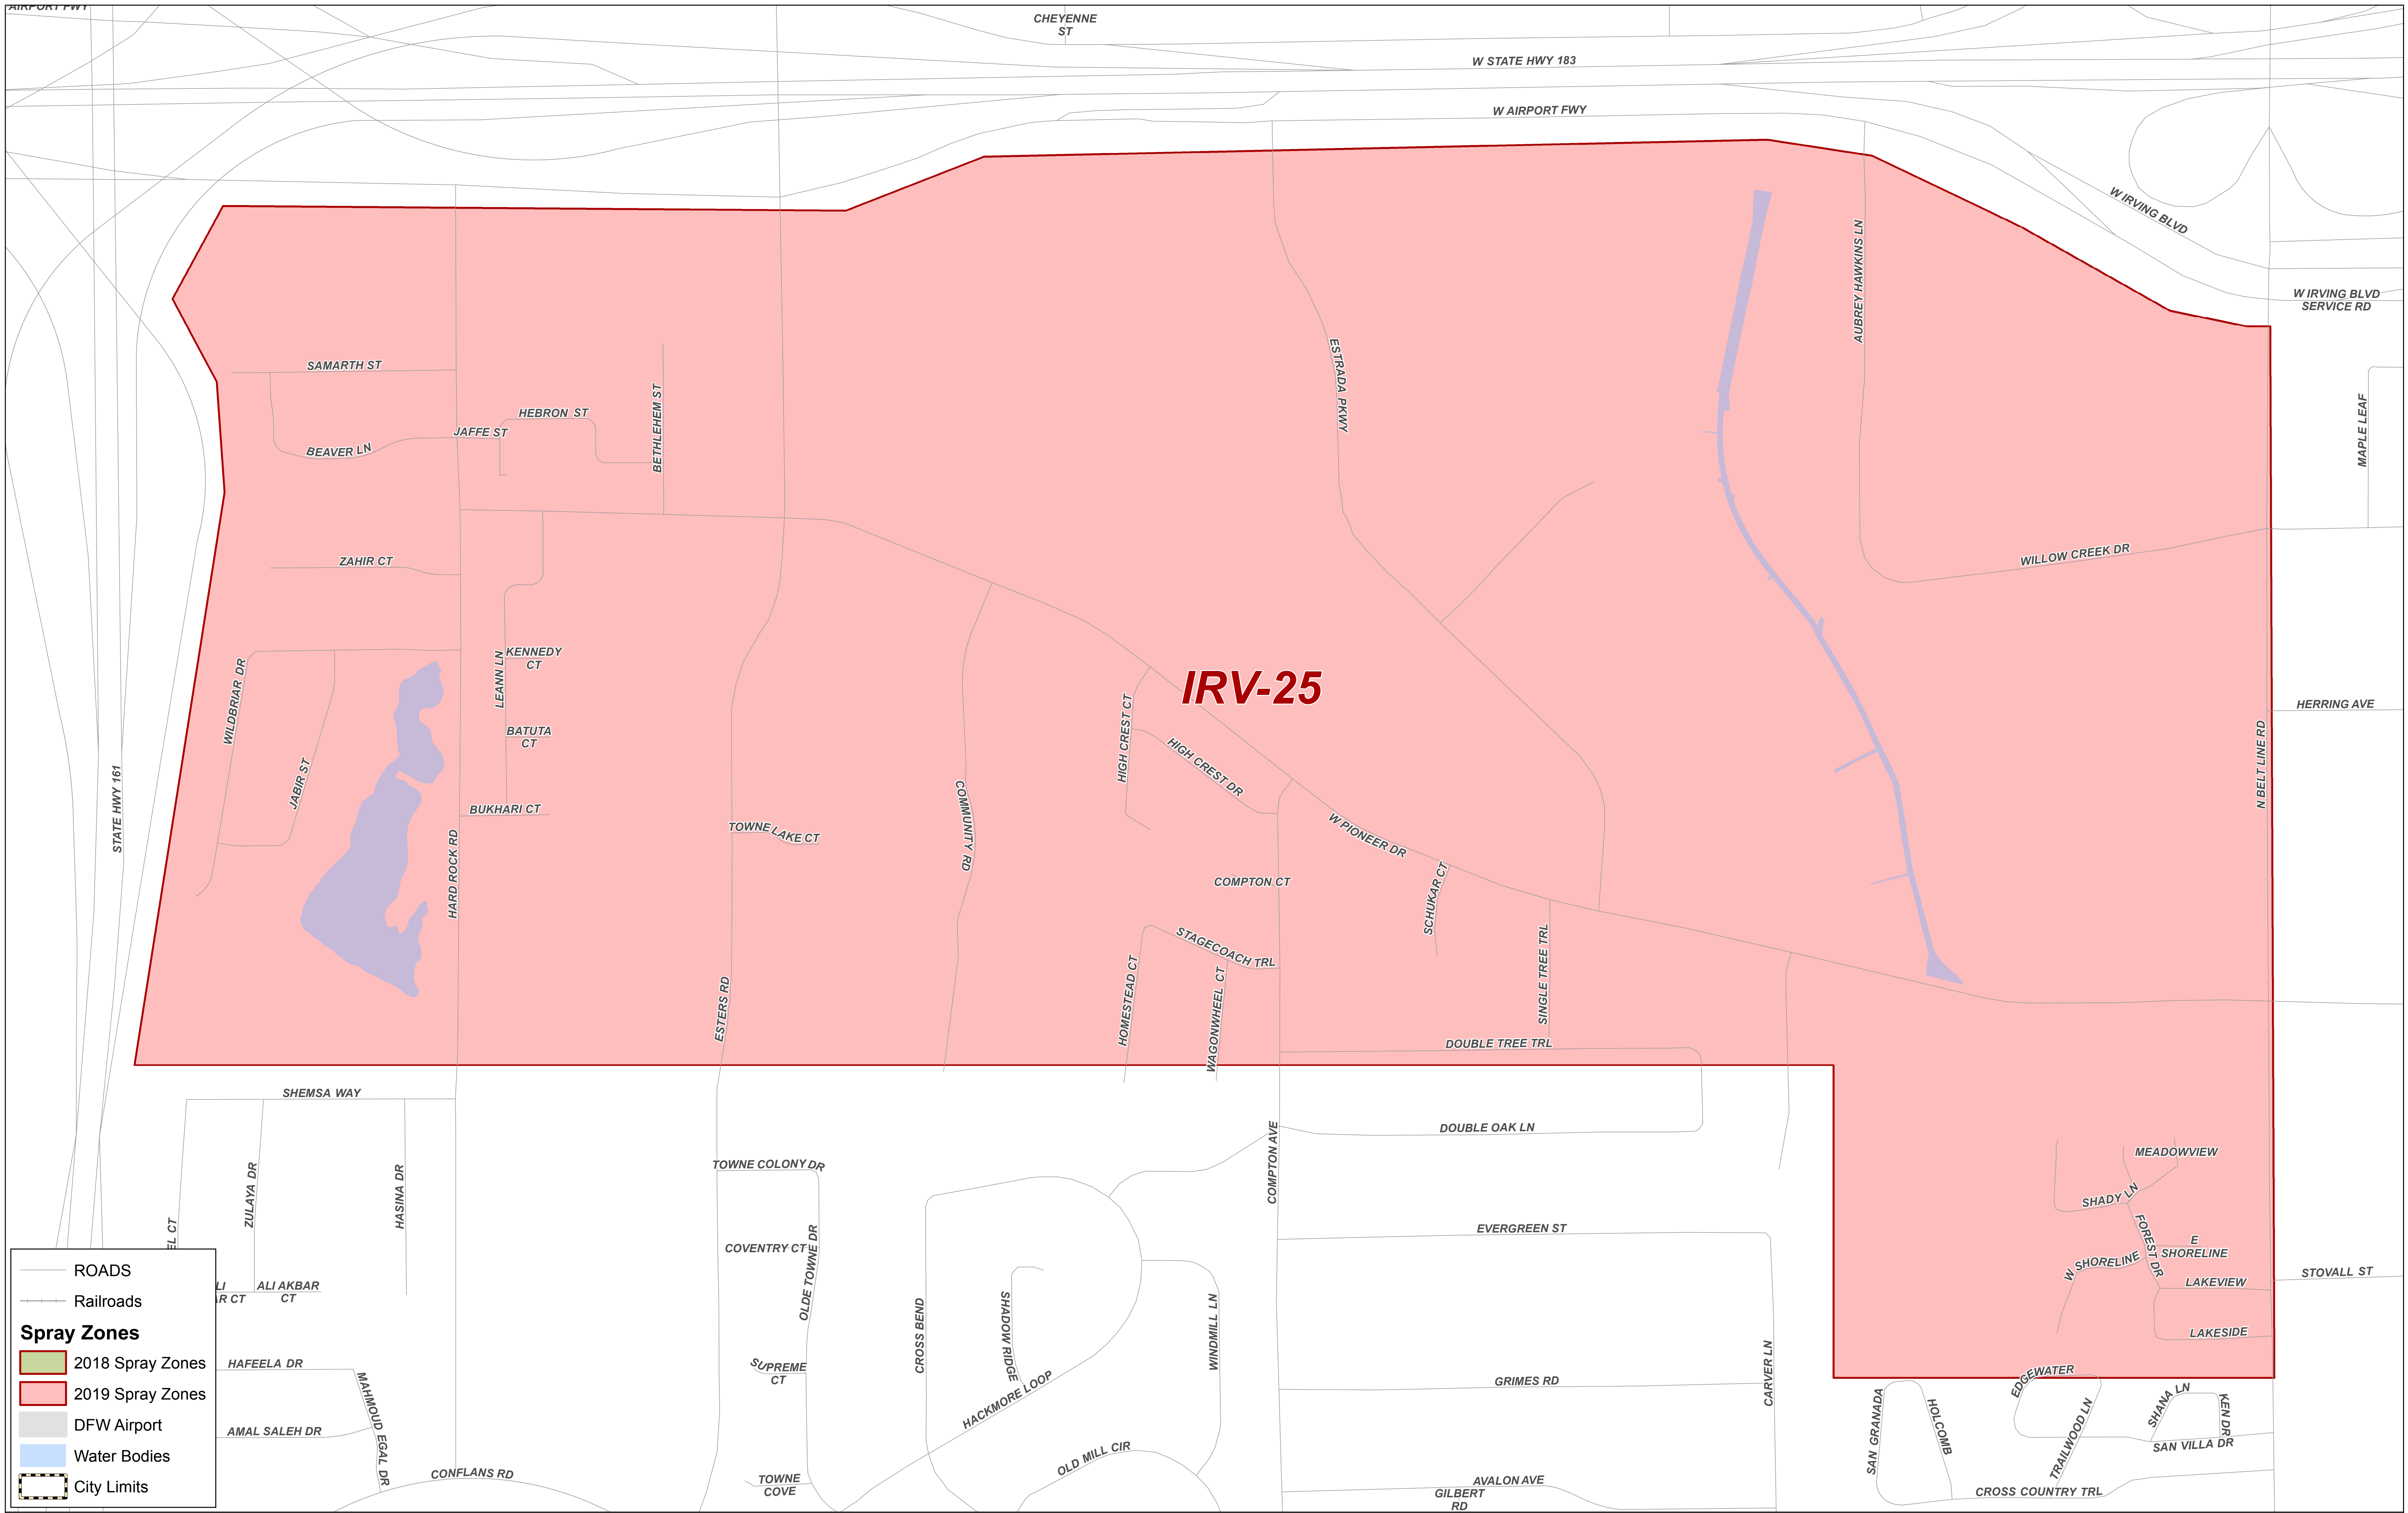 AIRPORT FWY
CHEYENNE
ST
W STATE HWY 183
W AIRPORT FWY
W IRVING BLVD
W IRVING BLVD
SERVICE RD
AUBREY HAWKINS LN
ESTRADA PKWY
SAMARTH ST
HEBRON ST
JAFFE ST
BEAVER LN
BETHLEHEM ST
MAPLE LEAF
WILLOW CREEK DR
ZAHIR CT
KENNEDY
CT
LEANN LN
WILDBRIAR DR
BATUTA
CT
JABIR ST
BUKHARI CT
STATE HWY 161
HARD ROCK RD
IRV-25
HIGH CREST CT
HIGH CREST DR
HERRING AVE
N BELT LINE RD
TOWNE LAKE CT
COMMUNITY RD
W PIONEER DR
COMPTON CT
SCHUKAR CT
STAGECOACH TRL
HOMESTEAD CT
WAGONWHEEL CT
SINGLE TREE TRL
ESTERS RD
DOUBLE TREE TRL
SHEMSA WAY
DOUBLE OAK LN
COMPTON AVE
MEADOWVIEW
TOWNE COLONY DR
ZULAYA DR
HASINA DR
SHADY LN
FOREST DR
EVERGREEN ST
E
SHORELINE
W SHORELINE
COVENTRY CT
OLDE TOWNE DR
EL CT
STOVALL ST
LAKEVIEW
LI
AR CT
ALI AKBAR
CT
CROSS BEND
SHADOW RIDGE
WINDMILL LN
LAKESIDE
HAFEELA DR
SUPREME
CT
MAHMOUD EGAL DR
HACKMORE LOOP
GRIMES RD
CARVER LN
EDGEWATER
SAN GRANADA
HOLCOMB
TRAILWOOD LN
SHANA LN
KEN DR
AMAL SALEH DR
SAN VILLA DR
CONFLANS RD
OLD MILL CIR
TOWNE
COVE
AVALON AVE
GILBERT
RD
CROSS COUNTRY TRL
ROADS
Railroads
Spray Zones
2018 Spray Zones
2019 Spray Zones
DFW Airport
Water Bodies
City Limits